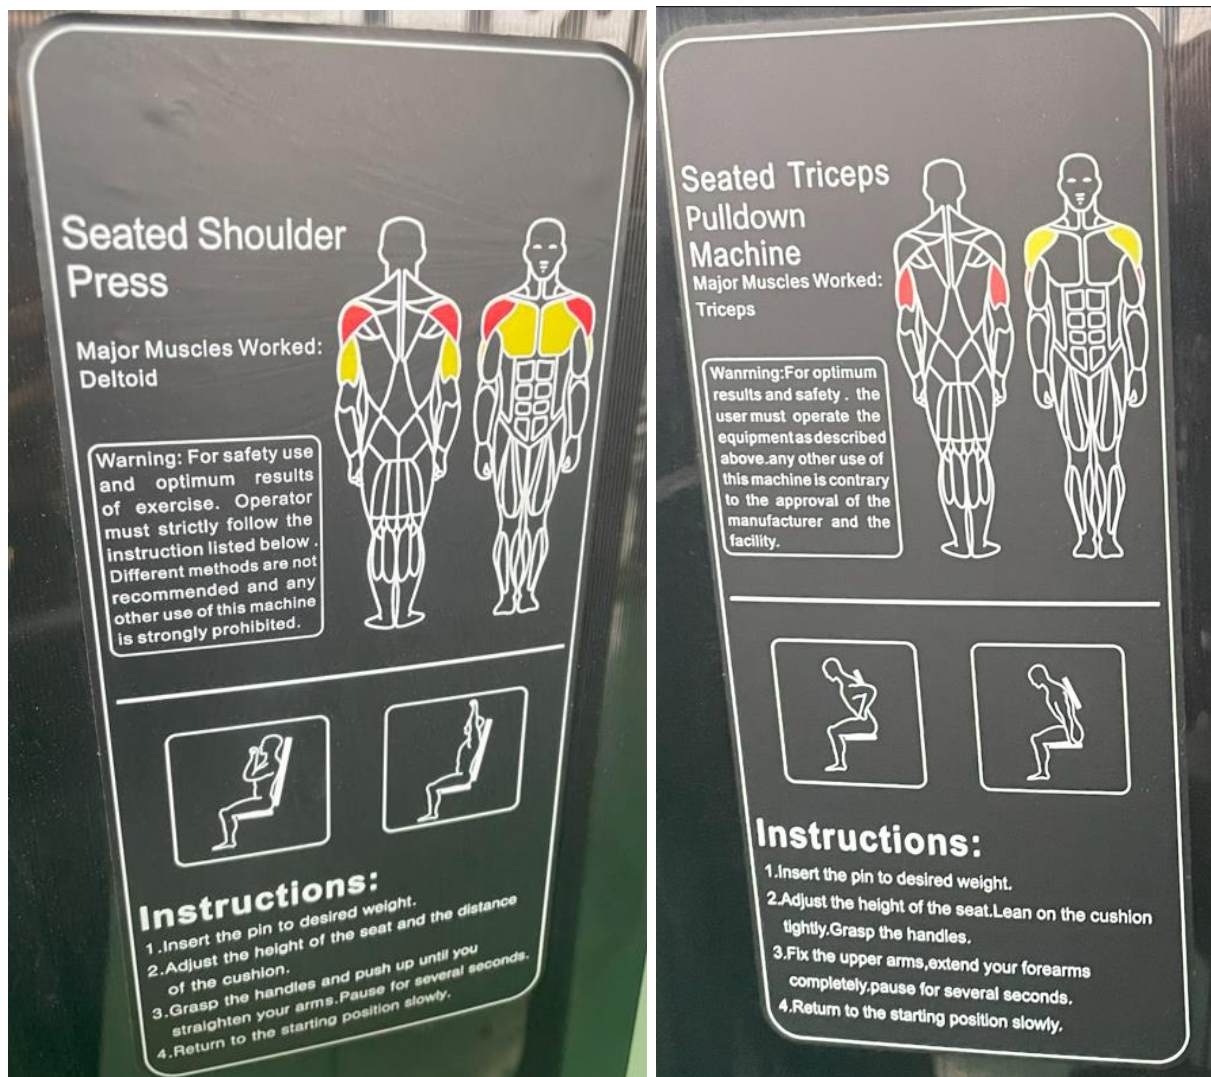 Seated Shoulder
Press
Major Muscles Worked:
Deltoid
Warning: For safety use
and optimum results
of exercise. Operator
must strictly follow the
instruction listed below .
Different methods are not
recommended and any
other use of this machine
is strongly prohibited.
Instructions:
1.Insert the pin to desired weight.
2.Adjust the height of the seat and the distance
of the cushion.
3.Grasp the handles and push up until you
straighten your arms.Pause for several seconds.
4.Return to the starting position slowly.
Seated Triceps
Pulldown
Machine
Major Muscles Worked:
Triceps
Wanrning:For optimum
results and safety . the
user must operate the
equipment as described
above.any other use of
this machine is contrary
to the approval of the
manufacturer and the
facility.
Instructions:
1.Insert the pin to desired weight.
2.Adjust the height of the seat.Lean on the cushion
tightly.Grasp the handles.
3.Fix the upper arms,extend your forearms
completely.pause for several seconds.
4.Return to the starting position slowly.